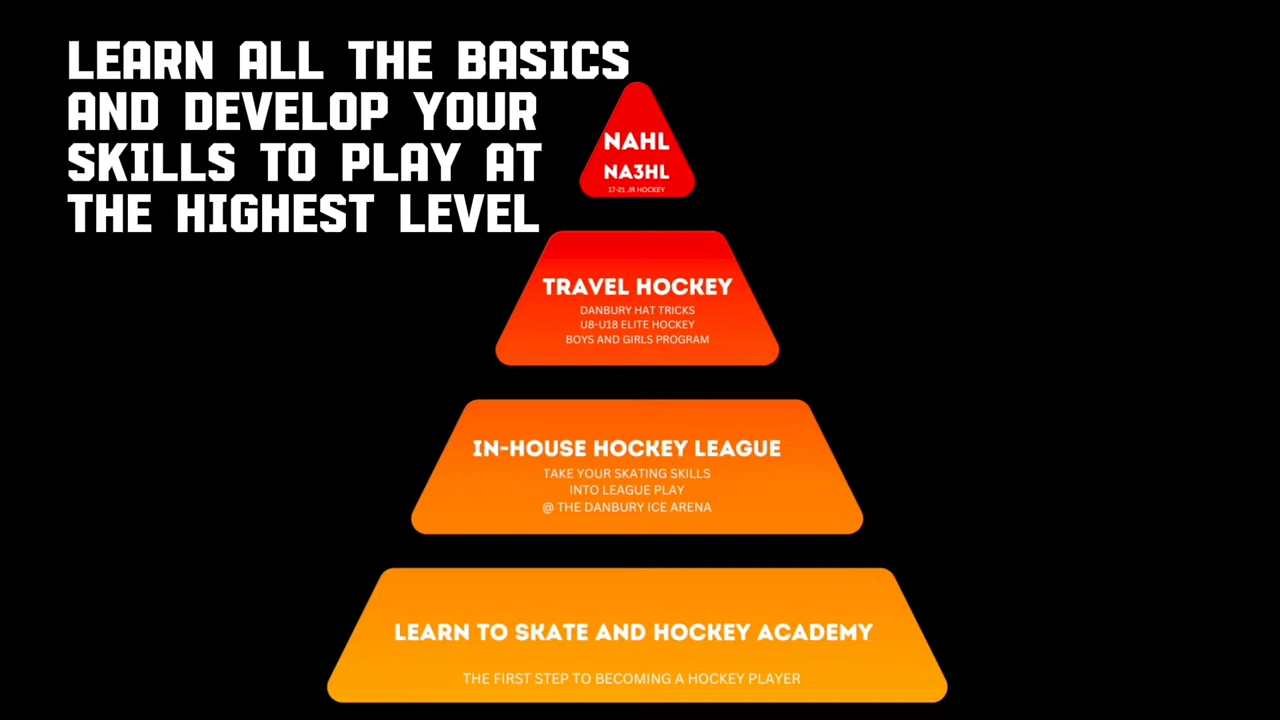 LEARN ALL THE BASICS
AND DEVELOP YOUR
SKILLS TO PLAY AT
THE HIGHEST LEVEL
NAHL
NA3HL
17-21 JR HOCKEY
TRAVEL HOCKEY
DANBURY HAT TRICKS
U8-U18 ELITE HOCKEY
BOYS AND GIRLS PROGRAM
IN-HOUSE HOCKEY LEAGUE
TAKE YOUR SKATING SKILLS
INTO LEAGUE PLAY
@ THE DANBURY ICE ARENA
LEARN TO SKATE AND HOCKEY ACADEMY
THE FIRST STEP TO BECOMING A HOCKEY PLAYER